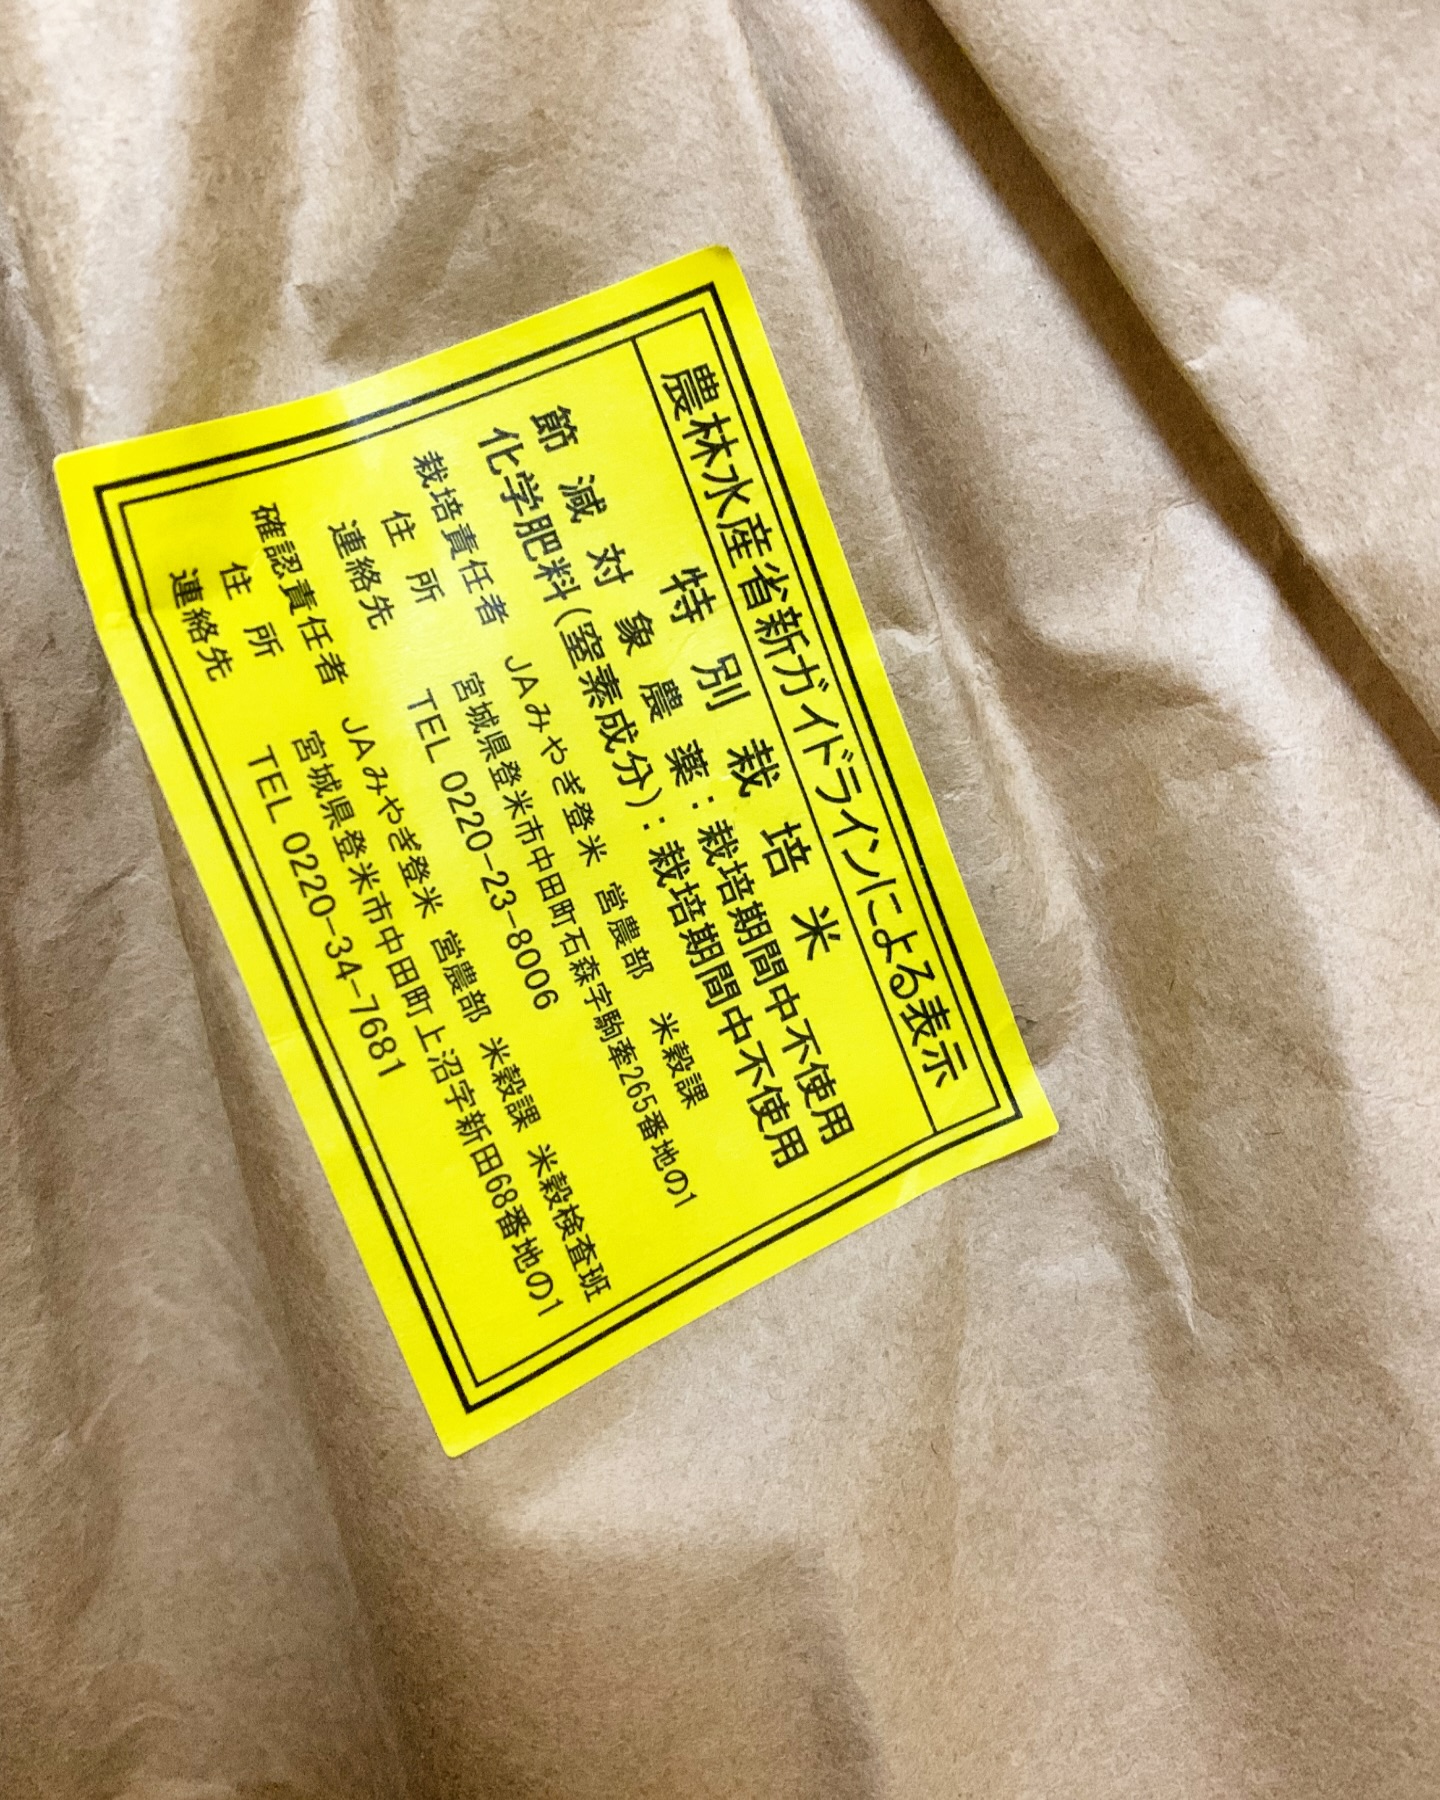 農林水産省新ガイドラインによる表示
特別栽培米
節減対象農薬：栽培期間中不使用
化学肥料(窒素成分)：栽培期間中不使用
栽培責任者 JAみやぎ登米 営農部 米穀課
住所 宮城県登米市中田町石森字駒牽265番地の1
連絡先 TEL 0220-23-8006
確認責任者 JAみやぎ登米 営農部 米穀課 米穀検査班
住所 宮城県登米市中田町上沼字新田68番地の1
連絡先 TEL 0220-34-7681